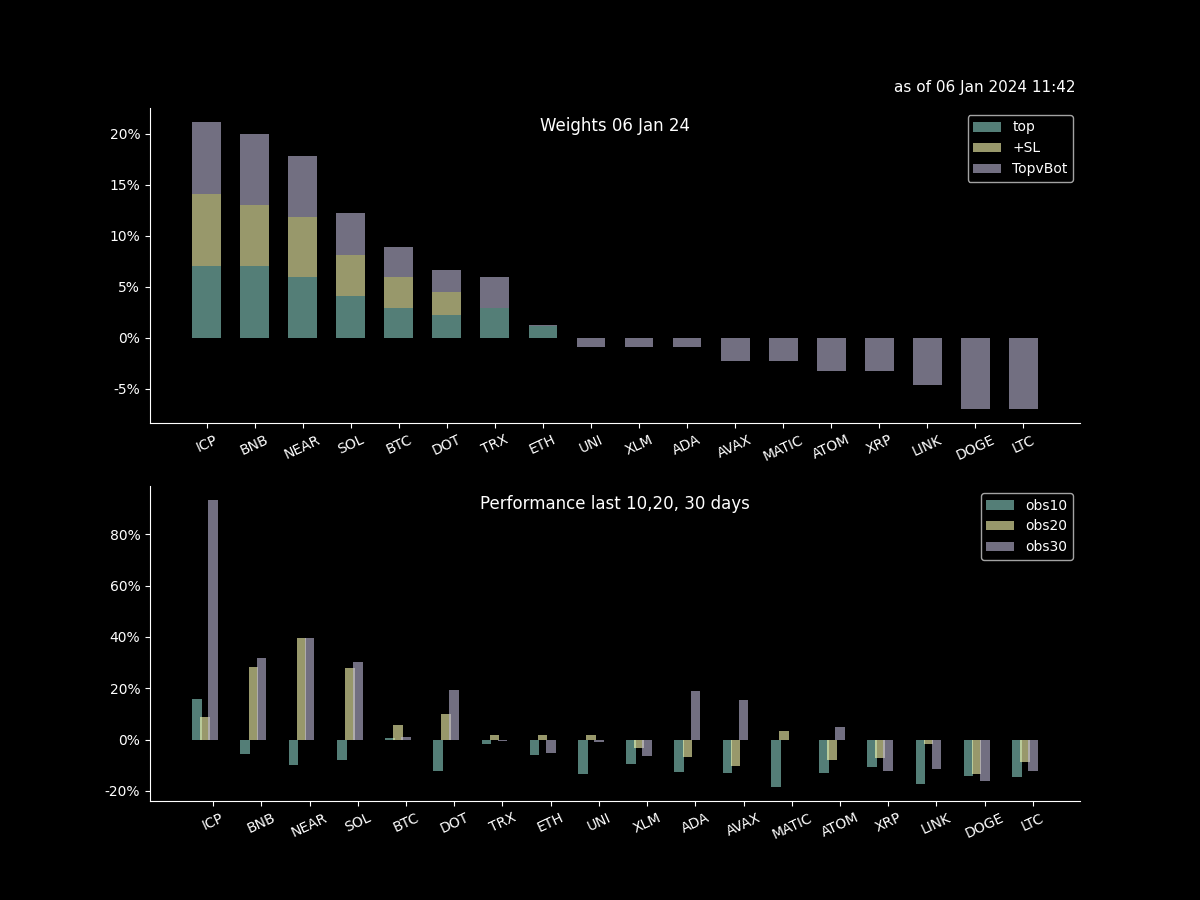 as of 06 Jan 2024 11:42
Weights 06 Jan 24
top
+SL
TopvBot
20%
15%
10%
5%
0%
-5%
ICP BNB NEAR SOL BTC DOT TRX ETH UNI XLM ADA AVAX MATIC ATOM XRP LINK DOGE LTC
Performance last 10,20, 30 days
obs10
obs20
obs30
80%
60%
40%
20%
0%
-20%
ICP BNB NEAR SOL BTC DOT TRX ETH UNI XLM ADA AVAX MATIC ATOM XRP LINK DOGE LTC